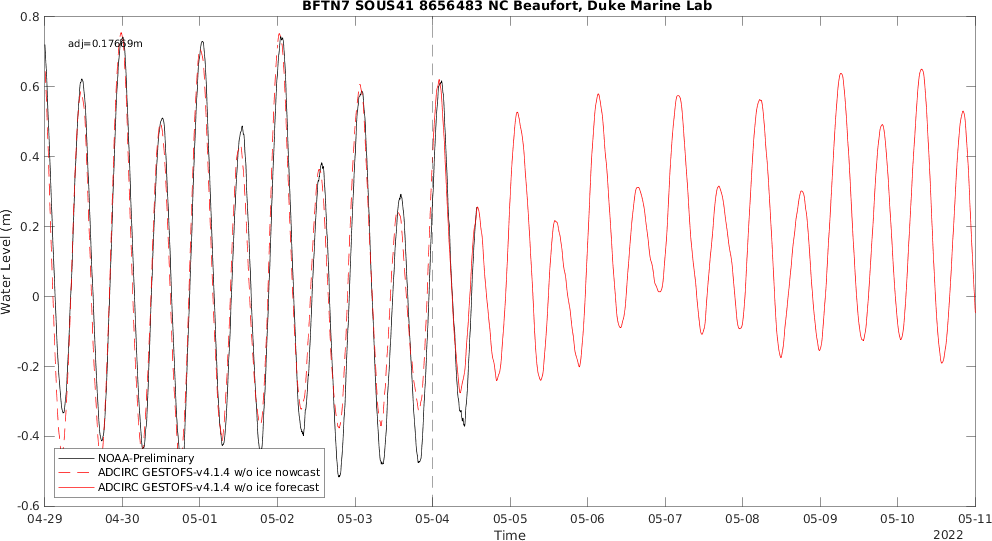 BFTN7 SOUS41 8656483 NC Beaufort, Duke Marine Lab
adj=0.17669m
Water Level (m)
0.8
0.6
0.4
0.2
0
-0.2
-0.4
-0.6
NOAA-Preliminary
ADCIRC GESTOFS-v4.1.4 w/o ice nowcast
ADCIRC GESTOFS-v4.1.4 w/o ice forecast
04-29 04-30 05-01 05-02 05-03 05-04 05-05 05-06 05-07 05-08 05-09 05-10 05-11
Time
2022